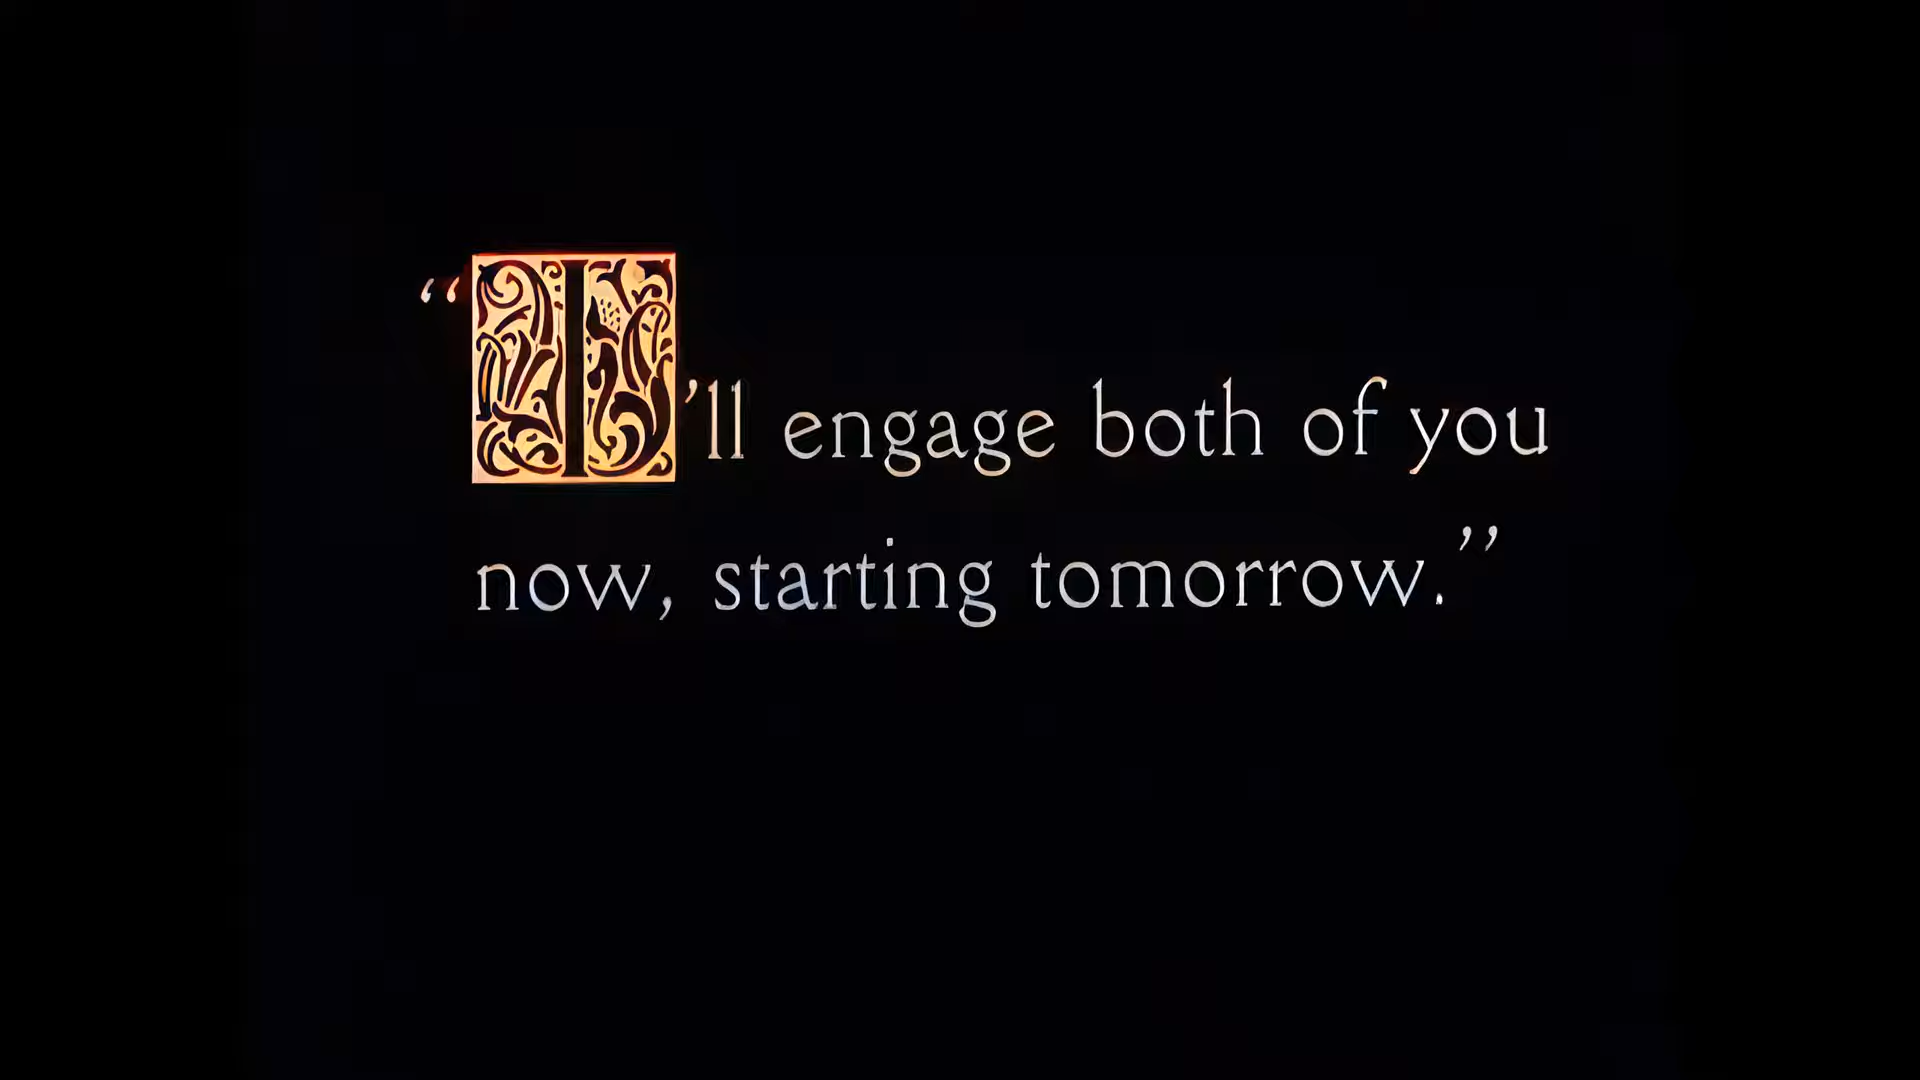 “I’ll engage both of you
now, starting tomorrow.”